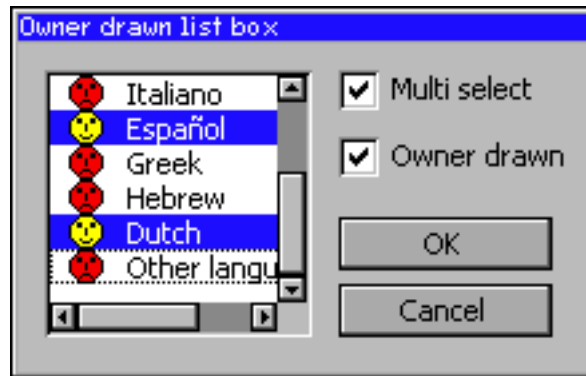 Owner drawn list box
Italiano
Español
Greek
Hebrew
Dutch
Other langu
Multi select
Owner drawn
OK
Cancel